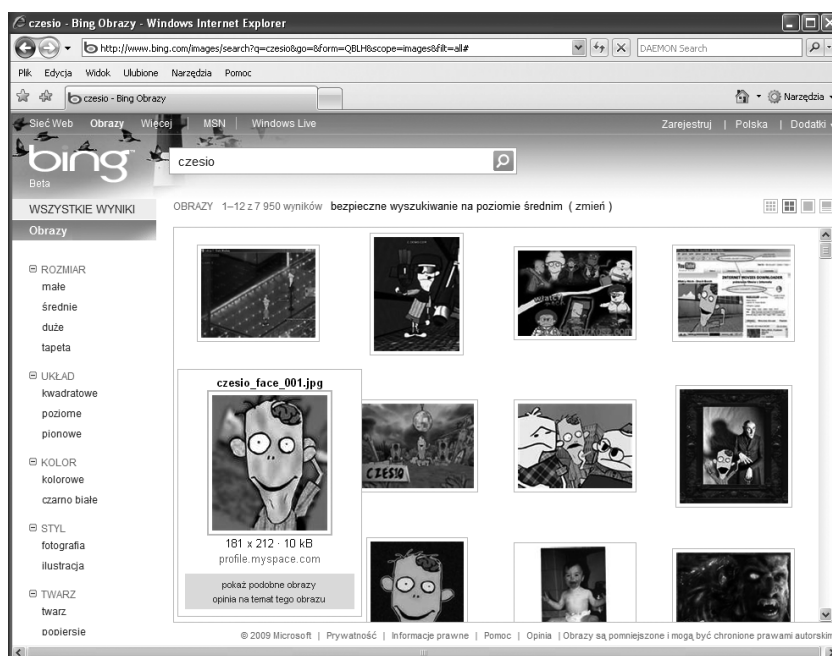 czesio - Bing Obrazy - Windows Internet Explorer
http://www.bing.com/images/search?q=czesio&go=&form=QBLH&scope=images&filt=all#
DAEMON Search
Plik Edycja Widok Ulubione Narzędzia Pomoc
czesio - Bing Obrazy
Narzędzia
Sieć Web Obrazy Więcej | MSN | Windows Live
Zarejestruj | Polska | Dodatki
bing
Beta
czesio
WSZYSTKIE WYNIKI
OBRAZY 1–12 z 7 950 wyników bezpieczne wyszukiwanie na poziomie średnim ( zmień )
Obrazy
ROZMIAR
małe
średnie
duże
tapeta
UKŁAD
kwadratowe
poziome
pionowe
KOLOR
kolorowe
czarno białe
STYL
fotografia
ilustracja
TWARZ
twarz
popiersie
You Tube
INTERNET MOVIES DOWNLOADER
czesio_face_001.jpg
CZESIO
181 x 212 · 10 kB
profile.myspace.com
pokaż podobne obrazy
opinia na temat tego obrazu
© 2009 Microsoft | Prywatność | Informacje prawne | Pomoc | Opinia | Obrazy są pomniejszone i mogą być chronione prawami autorskim